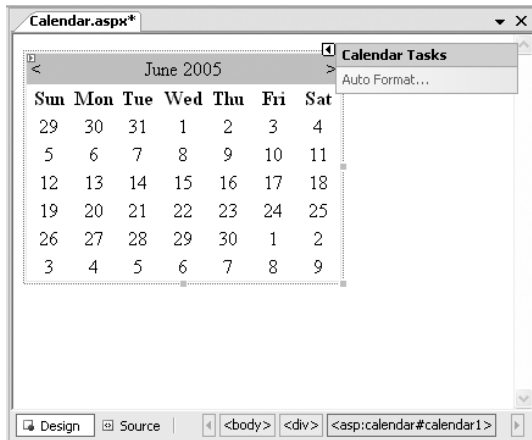 Calendar.aspx*
Calendar Tasks
Auto Format...
< June 2005 >
Sun Mon Tue Wed Thu Fri Sat
29 30 31 1 2 3 4
5 6 7 8 9 10 11
12 13 14 15 16 17 18
19 20 21 22 23 24 25
26 27 28 29 30 1 2
3 4 5 6 7 8 9
Design Source <body> <div> <asp:calendar#calendar1>